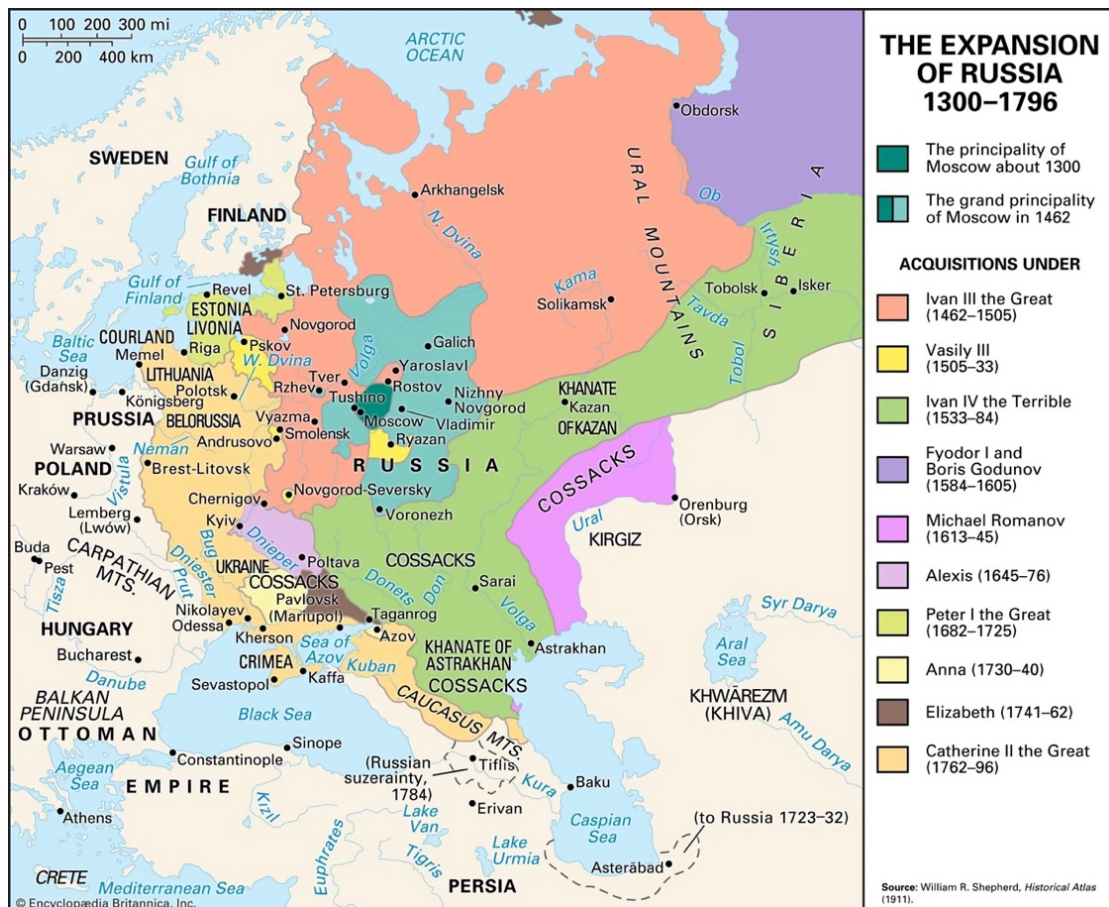 0 100 200 300 mi
0 200 400 km
ARCTIC
OCEAN
SWEDEN
Gulf of
Bothnia
FINLAND
Obdorsk
Arkhangelsk
N. Dvina
URAL MOUNTAINS
Ob
Irtysh
SIBERIA
Tobolsk
Isker
Kama
Solikamsk
Tavda
Tobol
Gulf of
Finland
Revel
St. Petersburg
ESTONIA
LIVONIA
Novgorod
COURLAND
Pskov
Baltic
Sea
Riga
Memel
W. Dvina
Volga
Galich
Yaroslavl
LITHUANIA
Tver
Rostov
Danzig
(Gdańsk)
Rzhev
Polotsk
Tushino
Nizhny
Novgorod
Königsberg
KHANATE
OF KAZAN
Kazan
PRUSSIA
BELORUSSIA
Vyazma
Moscow
Vladimir
Smolensk
Andrusovo
Ryazan
Warsaw
Neman
RUSSIA
POLAND
Brest-Litovsk
Vistula
COSSACKS
Kraków
Novgorod-Seversky
Chernigov
Orenburg
(Orsk)
Lemberg
(Lwów)
Kyiv
Voronezh
Ural
KIRGIZ
Buda
Pest
Dnieper
CARPATHIAN
MTS.
Bug
Poltava
COSSACKS
Tisza
Dniester
Prut
UKRAINE
COSSACKS
Donets
Don
Sarai
Pavlovsk
(Mariupol)
Volga
Syr Darya
Nikolayev
Odessa
Taganrog
HUNGARY
Kherson
Azov
Sea of
Azov
KHANATE OF
ASTRAKHAN
COSSACKS
Astrakhan
Aral
Sea
Bucharest
CRIMEA
Kuban
Danube
Sevastopol
Kaffa
KHWĀREZM
(KHIVA)
BALKAN
PENINSULA
CAUCASUS MTS.
Black Sea
Amu Darya
OTTOMAN
EMPIRE
Sinope
Constantinople
(Russian
suzerainty,
1784)
Tiflis
Aegean
Sea
Kura
Baku
Kızıl
Erivan
Athens
Lake
Van
Caspian
Sea
(to Russia 1723–32)
Euphrates
Tigris
Lake
Urmia
Asterābad
CRETE
Mediterranean Sea
PERSIA
© Encyclopædia Britannica, Inc.
THE EXPANSION
OF RUSSIA
1300–1796
The principality of
Moscow about 1300
The grand principality
of Moscow in 1462
ACQUISITIONS UNDER
Ivan III the Great
(1462–1505)
Vasily III
(1505–33)
Ivan IV the Terrible
(1533–84)
Fyodor I and
Boris Godunov
(1584–1605)
Michael Romanov
(1613–45)
Alexis (1645–76)
Peter I the Great
(1682–1725)
Anna (1730–40)
Elizabeth (1741–62)
Catherine II the Great
(1762–96)
Source: William R. Shepherd, Historical Atlas
(1911).